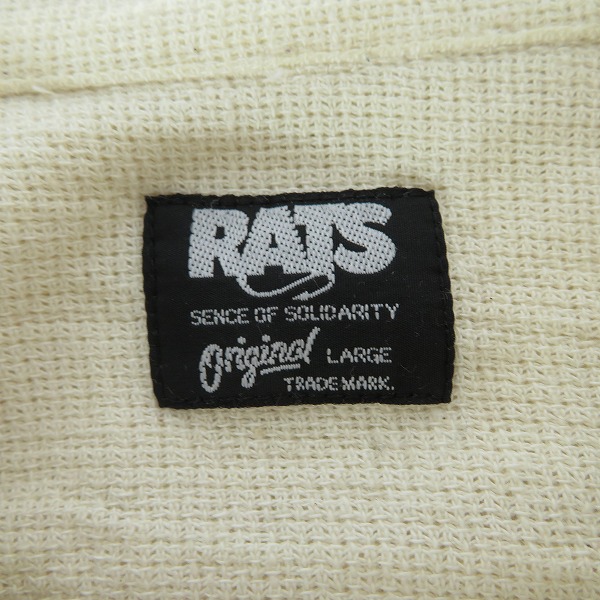 RATS
SENCE OF SOLIDARITY
Original LARGE
TRADE MARK.